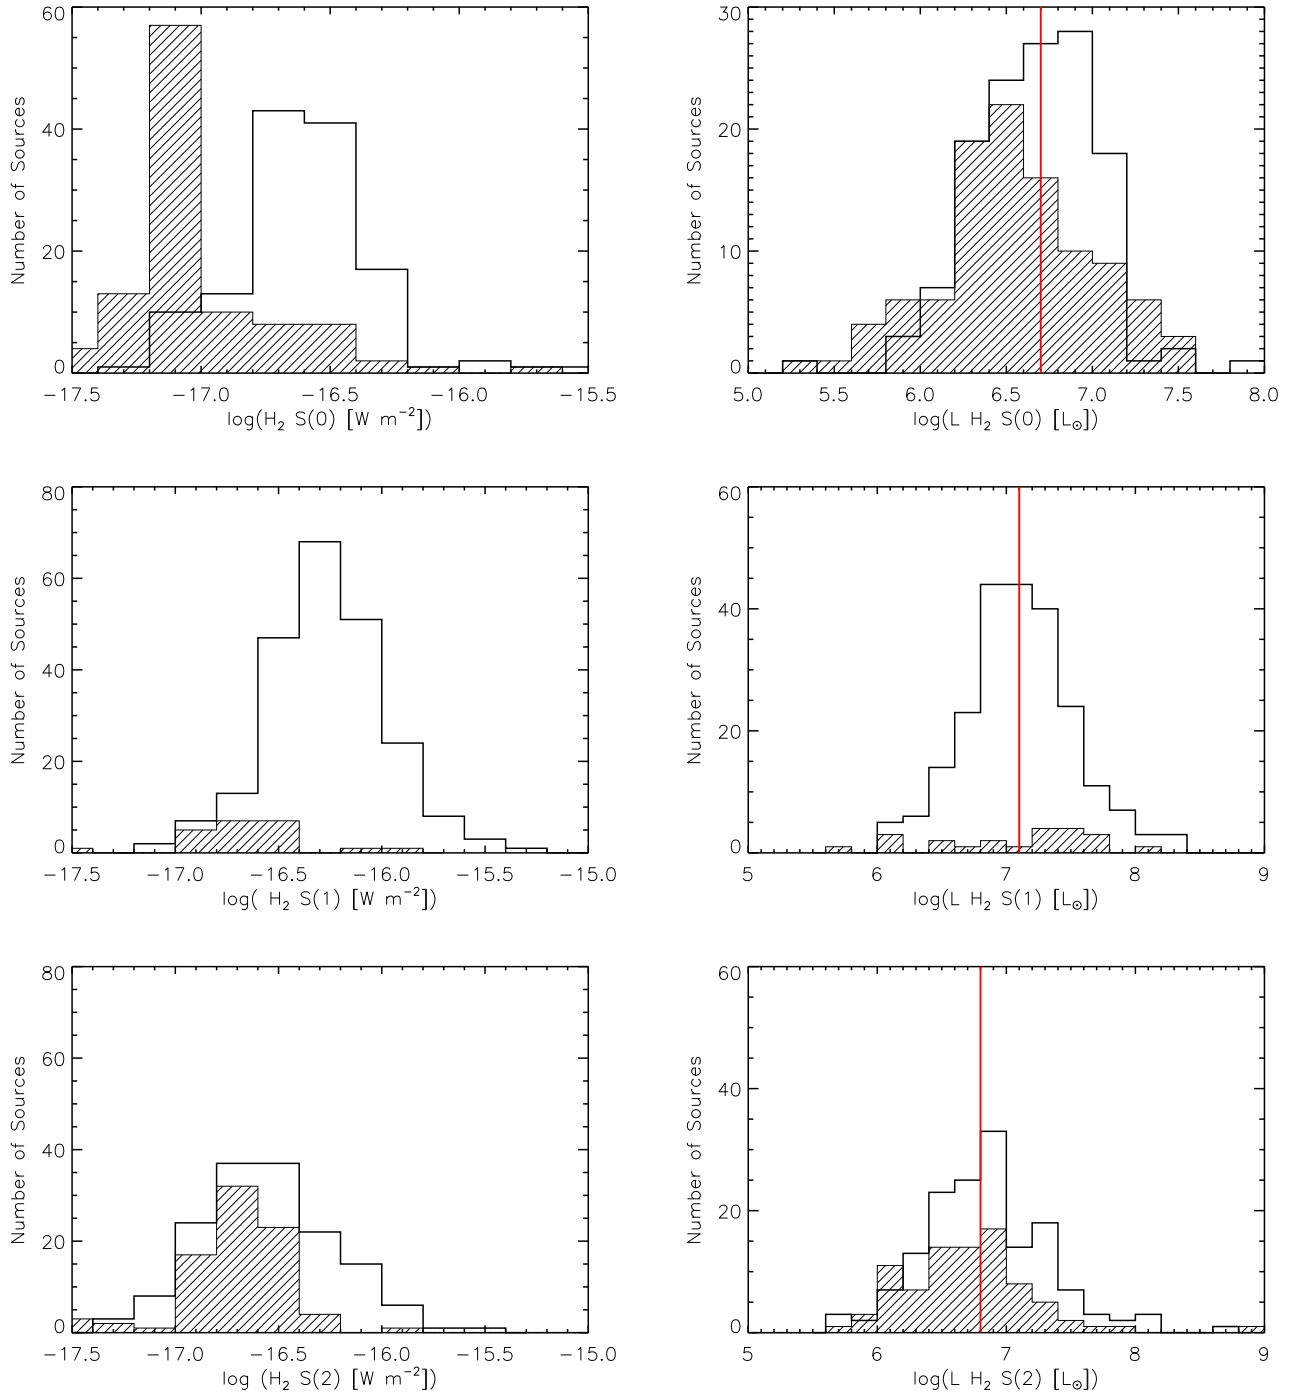 60
40
20
0
Number of Sources
−17.5 −17.0 −16.5 −16.0 −15.5
log(H₂ S(0) [W m⁻²])
30
20
10
0
Number of Sources
5.0 5.5 6.0 6.5 7.0 7.5 8.0
log(L H₂ S(0) [L⊙])
80
60
40
20
0
Number of Sources
−17.5 −17.0 −16.5 −16.0 −15.5 −15.0
log( H₂ S(1) [W m⁻²])
60
40
20
0
Number of Sources
5 6 7 8 9
log(L H₂ S(1) [L⊙])
80
60
40
20
0
Number of Sources
−17.5 −17.0 −16.5 −16.0 −15.5 −15.0
log (H₂ S(2) [W m⁻²])
60
40
20
0
Number of Sources
5 6 7 8 9
log(L H₂ S(2) [L⊙])